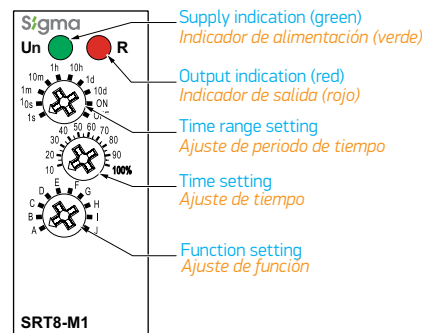 Sigma
Un R
Supply indication (green)
Indicador de alimentación (verde)
Output indication (red)
Indicador de salida (rojo)
1s 10s 1m 10m 1h 10h 1d 10d ON
Time range setting
Ajuste de periodo de tiempo
10 20 30 40 50 60 70 80 90 100%
Time setting
Ajuste de tiempo
A B C D E F G H I J
Function setting
Ajuste de función
SRT8-M1